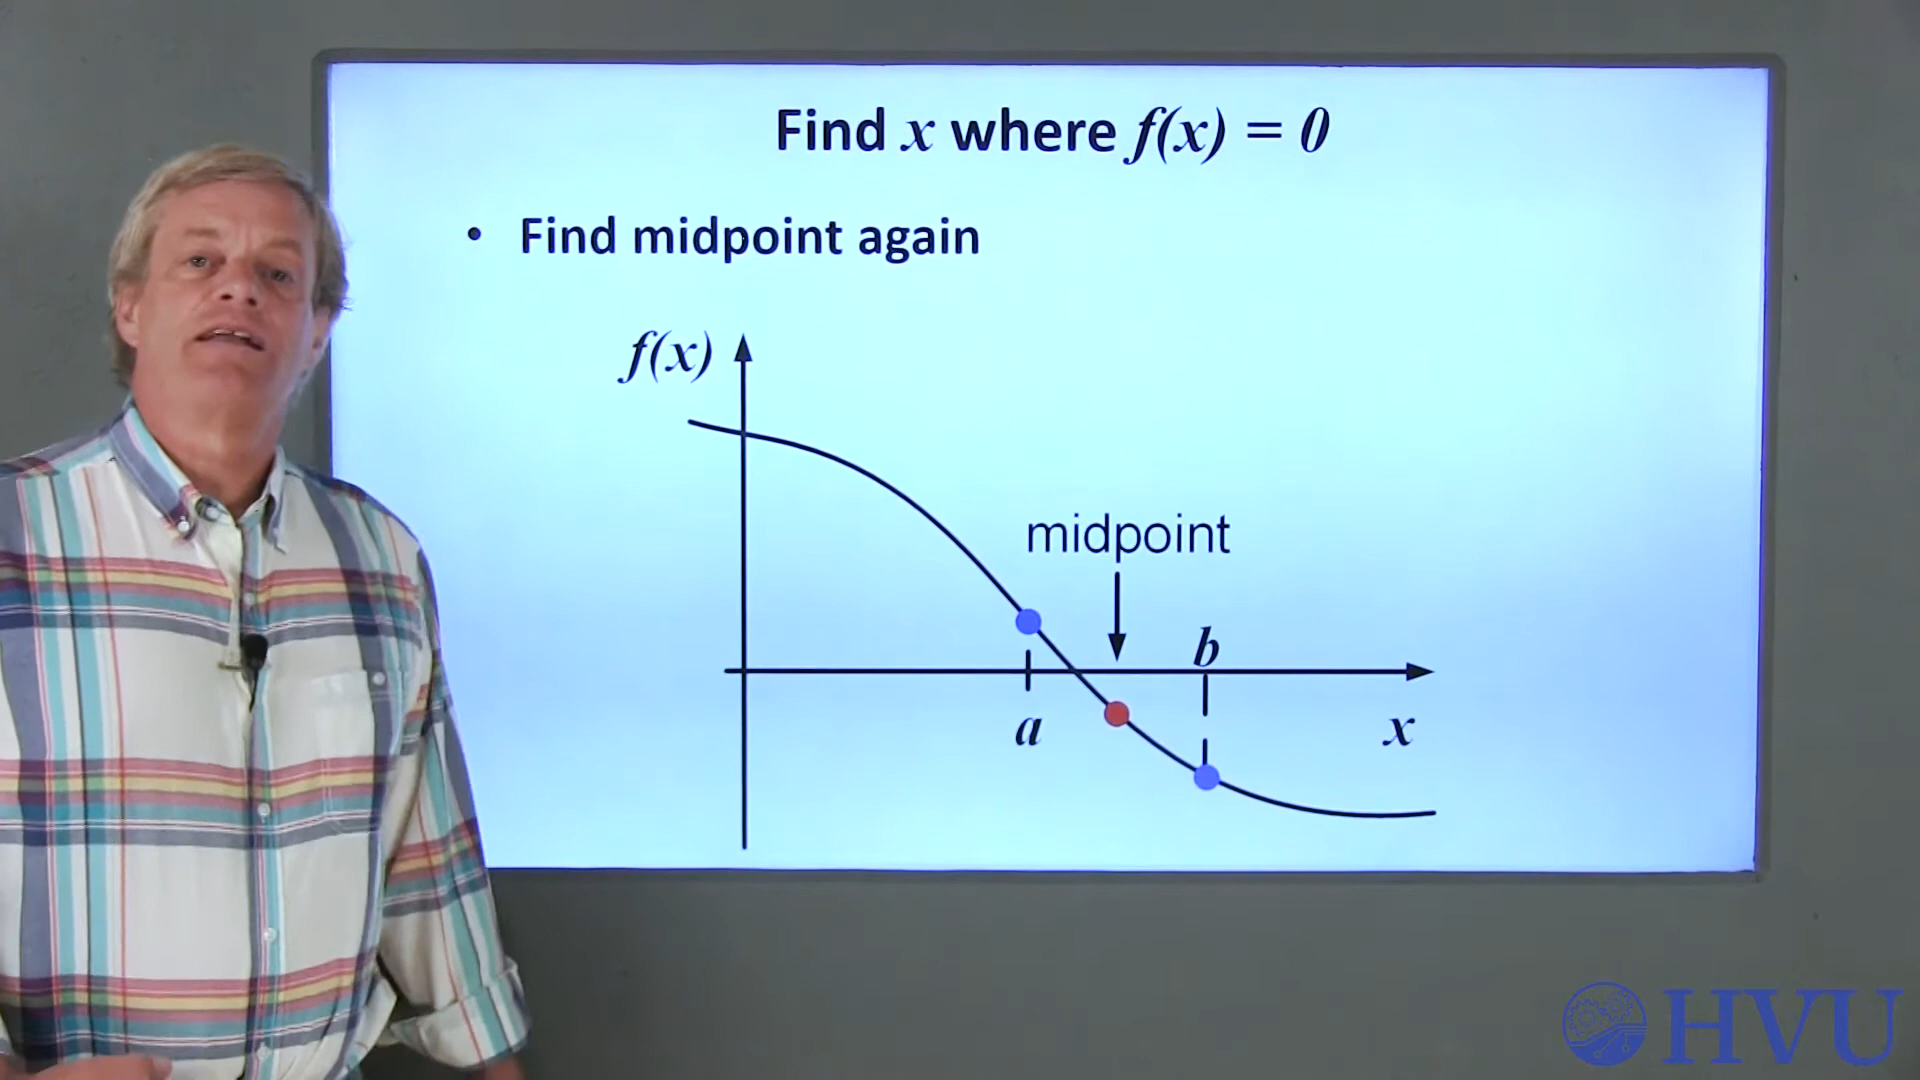 Find x where f(x) = 0
• Find midpoint again
f(x)
midpoint
b
a
x
HVU